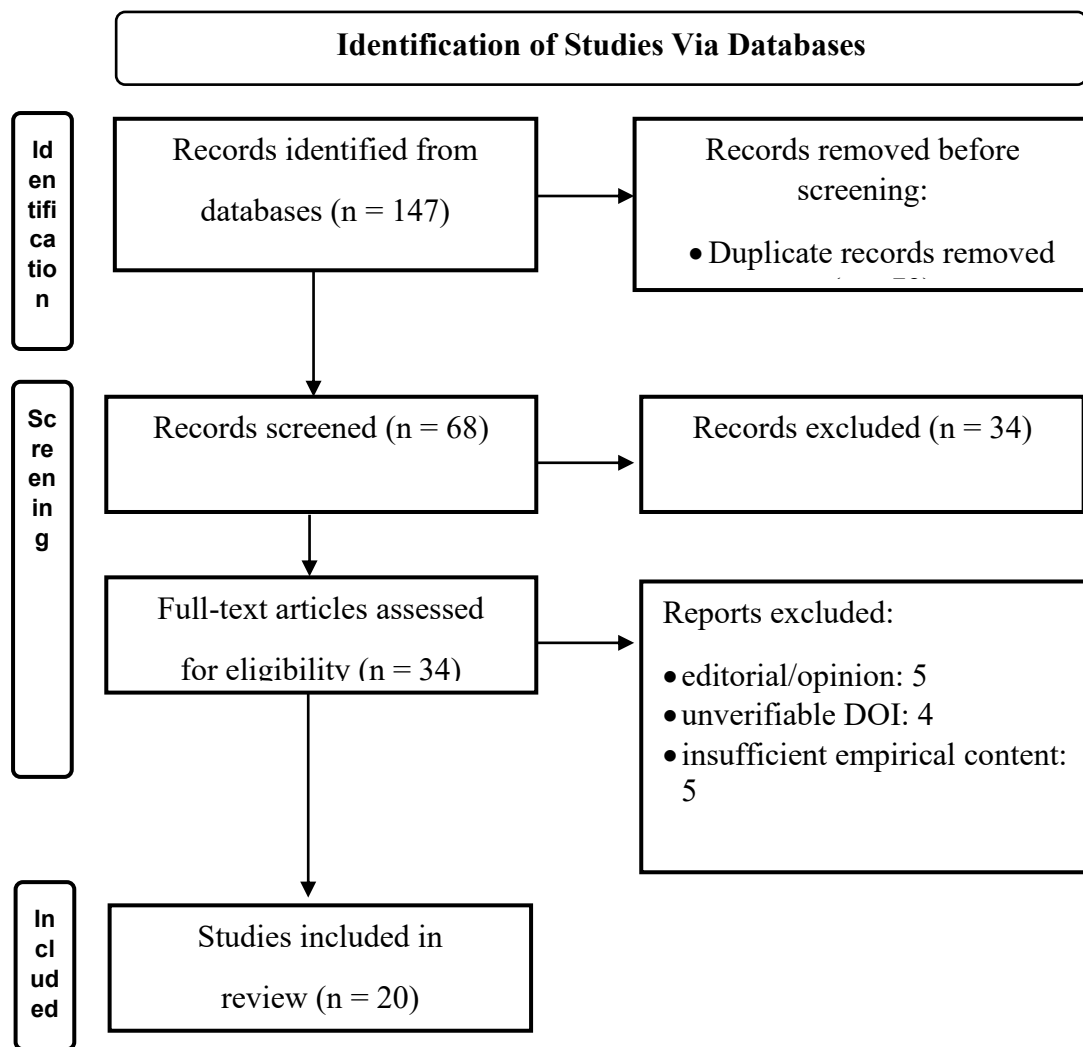 Identification of Studies Via Databases
Id
en
tifi
ca
tio
n
Records identified from
databases (n = 147)
Records removed before
screening:
• Duplicate records removed
Sc
re
en
in
g
Records screened (n = 68)
Records excluded (n = 34)
Full-text articles assessed
for eligibility (n = 34)
Reports excluded:
• editorial/opinion: 5
• unverifiable DOI: 4
• insufficient empirical content:
5
In
cl
ud
ed
Studies included in
review (n = 20)